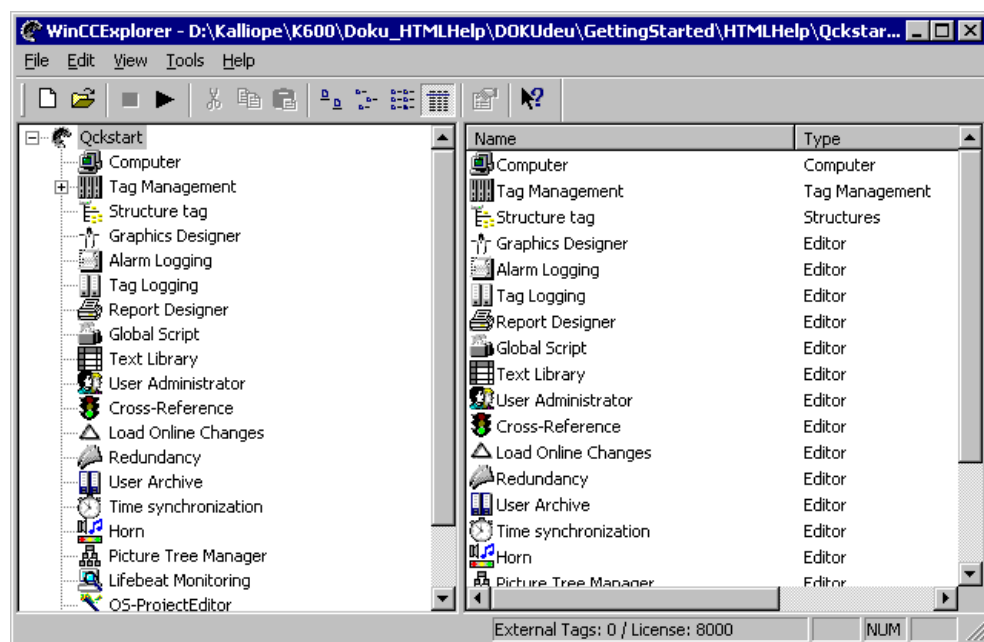 WinCCExplorer - D:\Kalliope\K600\Doku_HTMLHelp\DOKUdeu\GettingStarted\HTMLHelp\Qckstar...
File Edit View Tools Help
Qckstart
Computer
Tag Management
Structure tag
Graphics Designer
Alarm Logging
Tag Logging
Report Designer
Global Script
Text Library
User Administrator
Cross-Reference
Load Online Changes
Redundancy
User Archive
Time synchronization
Horn
Picture Tree Manager
Lifebeat Monitoring
OS-ProjectEditor
Name Type
Computer Computer
Tag Management Tag Management
Structure tag Structures
Graphics Designer Editor
Alarm Logging Editor
Tag Logging Editor
Report Designer Editor
Global Script Editor
Text Library Editor
User Administrator Editor
Cross-Reference Editor
Load Online Changes Editor
Redundancy Editor
User Archive Editor
Time synchronization Editor
Horn Editor
Picture Tree Manager Editor
External Tags: 0 / License: 8000 NUM